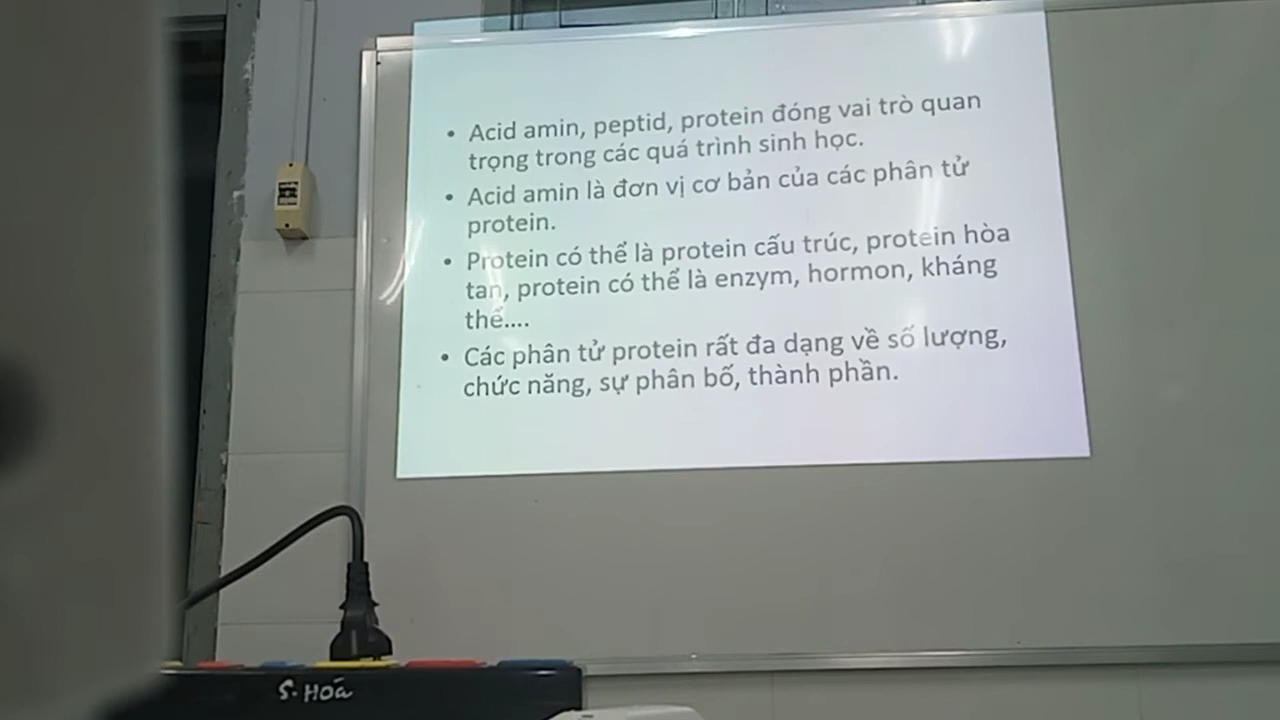 • Acid amin, peptid, protein đóng vai trò quan
trọng trong các quá trình sinh học.
• Acid amin là đơn vị cơ bản của các phân tử
protein.
• Protein có thể là protein cấu trúc, protein hòa
tan, protein có thể là enzym, hormon, kháng
thể....
• Các phân tử protein rất đa dạng về số lượng,
chức năng, sự phân bố, thành phần.
S. Hoá